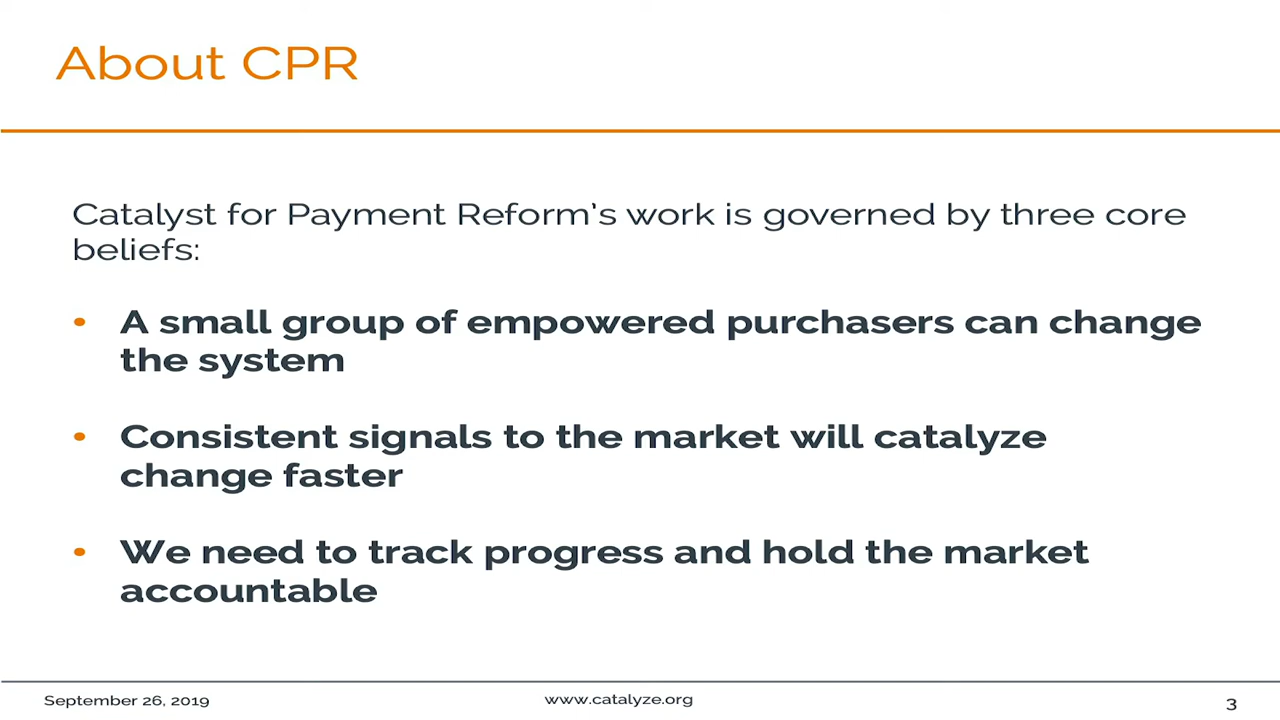 About CPR
Catalyst for Payment Reform's work is governed by three core
beliefs:
• A small group of empowered purchasers can change
the system
• Consistent signals to the market will catalyze
change faster
• We need to track progress and hold the market
accountable
September 26, 2019
www.catalyze.org
3